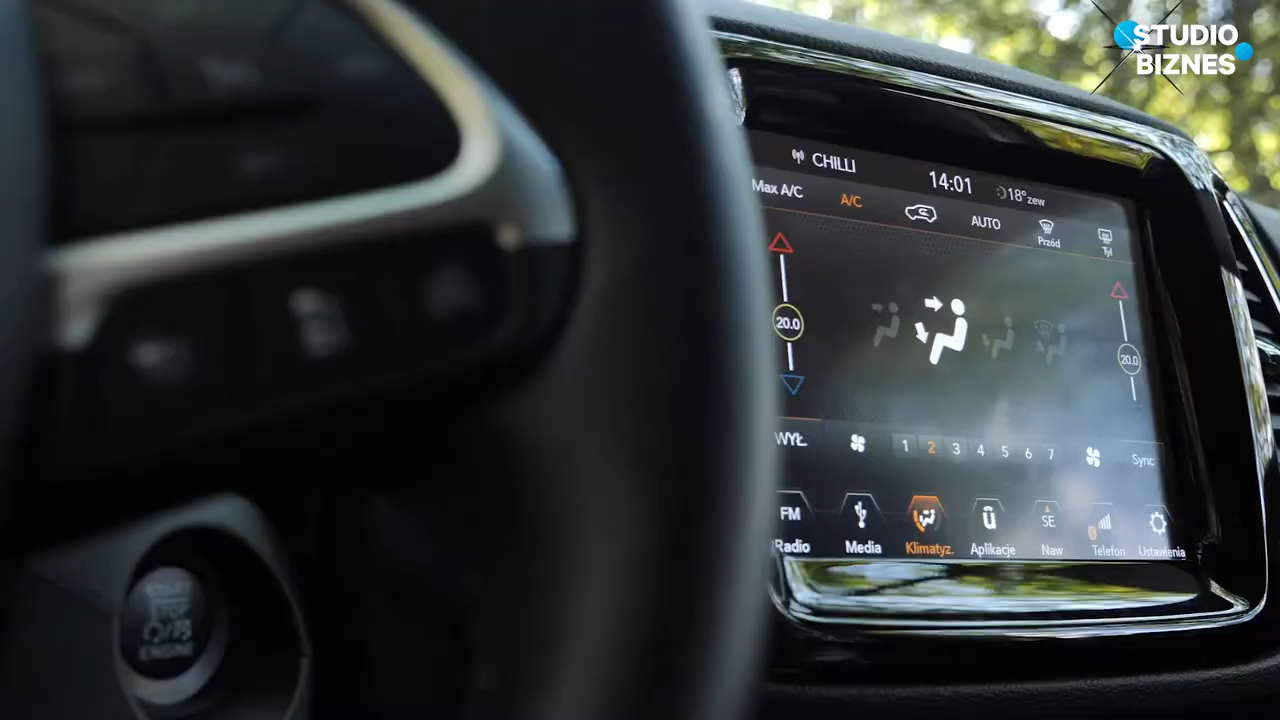 STUDIO
BIZNES
CHILLI
14:01
18° zew
Max A/C
A/C
AUTO
Przód
Tył
20.0
20.0
WYŁ.
1 2 3 4 5 6 7
Sync
FM
SE
Radio
Media
Klimatyz.
Aplikacje
Naw
Telefon
Ustawienia
START
STOP
ENGINE